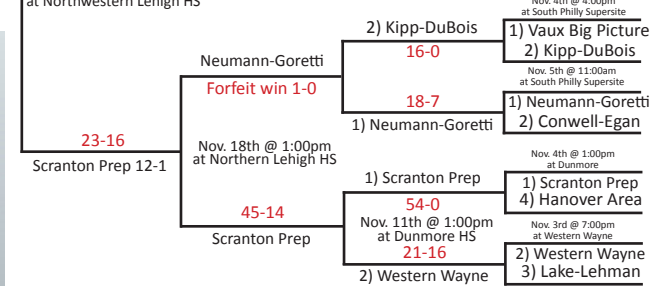 at Northwestern Lehigh HS
Nov. 4th @ 4:00pm
at South Philly Supersite
2) Kipp-DuBois
1) Vaux Big Picture
16-0
2) Kipp-DuBois
Neumann-Goretti
Nov. 5th @ 11:00am
at South Philly Supersite
Forfeit win 1-0
18-7
1) Neumann-Goretti
1) Neumann-Goretti
2) Conwell-Egan
23-16
Nov. 18th @ 1:00pm
at Northern Lehigh HS
Scranton Prep 12-1
Nov. 4th @ 1:00pm
at Dunmore
1) Scranton Prep
1) Scranton Prep
54-0
4) Hanover Area
45-14
Nov. 11th @ 1:00pm
at Dunmore HS
Scranton Prep
Nov. 3rd @ 7:00pm
at Western Wayne
21-16
2) Western Wayne
2) Western Wayne
3) Lake-Lehman